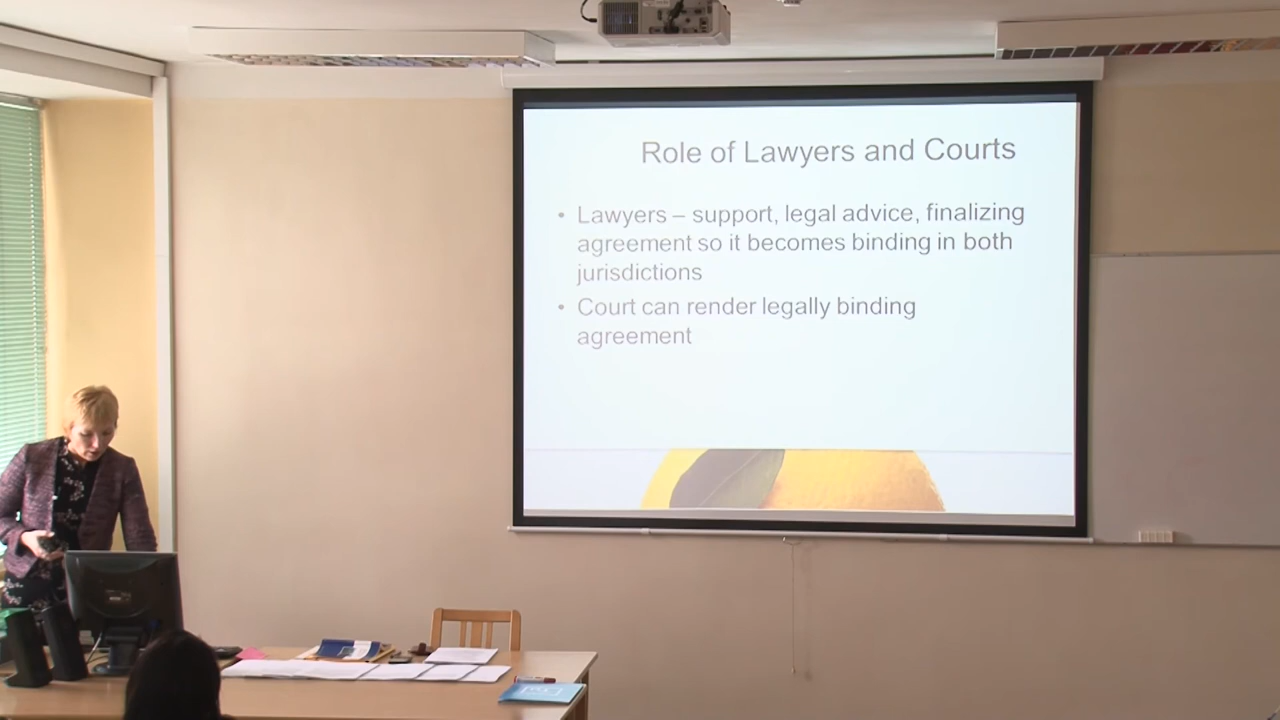 Role of Lawyers and Courts
• Lawyers – support, legal advice, finalizing
agreement so it becomes binding in both
jurisdictions
• Court can render legally binding
agreement